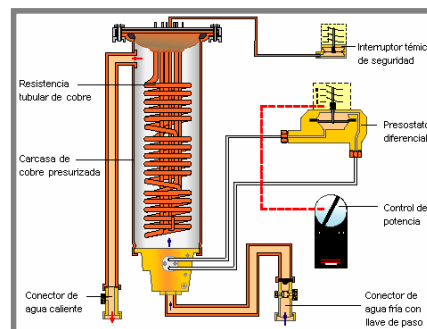 Interruptor térmic
de seguridad
Resistencia
tubular de cobre
Presostato
diferencial
Carcasa de
cobre presurizada
Control de
potencia
Conector de
agua caliente
Conector de
agua fría con
llave de paso